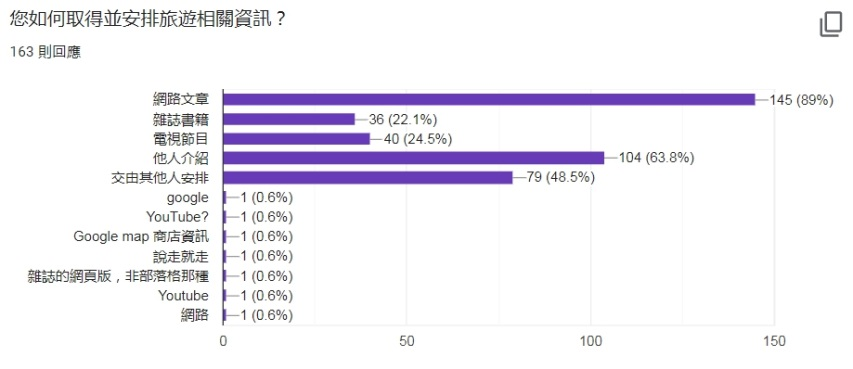 您如何取得並安排旅遊相關資訊？
163 則回應
網路文章 145 (89%)
雜誌書籍 36 (22.1%)
電視節目 40 (24.5%)
他人介紹 104 (63.8%)
交由其他人安排 79 (48.5%)
google 1 (0.6%)
YouTube? 1 (0.6%)
Google map 商店資訊 1 (0.6%)
說走就走 1 (0.6%)
雜誌的網頁版，非部落格那種 1 (0.6%)
Youtube 1 (0.6%)
網路 1 (0.6%)
0 50 100 150